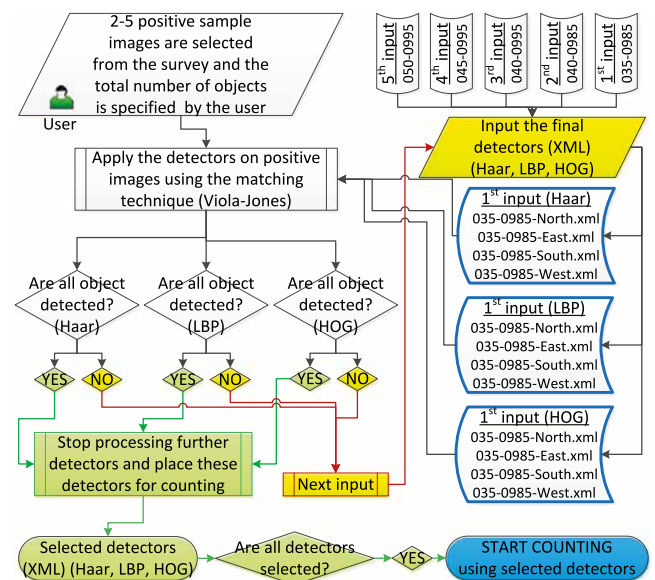 2-5 positive sample
images are selected
from the survey and the
total number of objects
is specified by the user
User
5th input
050-0995
4th input
045-0995
3rd input
040-0995
2nd input
040-0985
1st input
035-0985
Input the final
detectors (XML)
(Haar, LBP, HOG)
Apply the detectors on positive
images using the matching
technique (Viola-Jones)
1st input (Haar)
035-0985-North.xml
035-0985-East.xml
035-0985-South.xml
035-0985-West.xml
Are all object
detected?
(Haar)
Are all object
detected?
(LBP)
Are all object
detected?
(HOG)
1st input (LBP)
035-0985-North.xml
035-0985-East.xml
035-0985-South.xml
035-0985-West.xml
YES
NO
YES
NO
YES
NO
1st input (HOG)
035-0985-North.xml
035-0985-East.xml
035-0985-South.xml
035-0985-West.xml
Stop processing further
detectors and place these
detectors for counting
Next input
Selected detectors
(XML) (Haar, LBP, HOG)
Are all detectors
selected?
YES
START COUNTING
using selected detectors